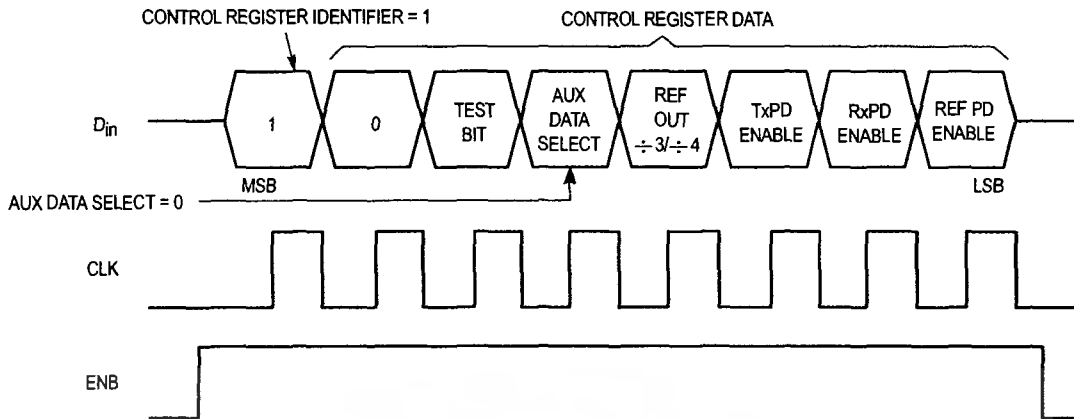 CONTROL REGISTER IDENTIFIER = 1
CONTROL REGISTER DATA
Din
1
0
TEST
BIT
AUX
DATA
SELECT
REF
OUT
÷3/÷4
TxPD
ENABLE
RxPD
ENABLE
REF PD
ENABLE
MSB
LSB
AUX DATA SELECT = 0
CLK
ENB